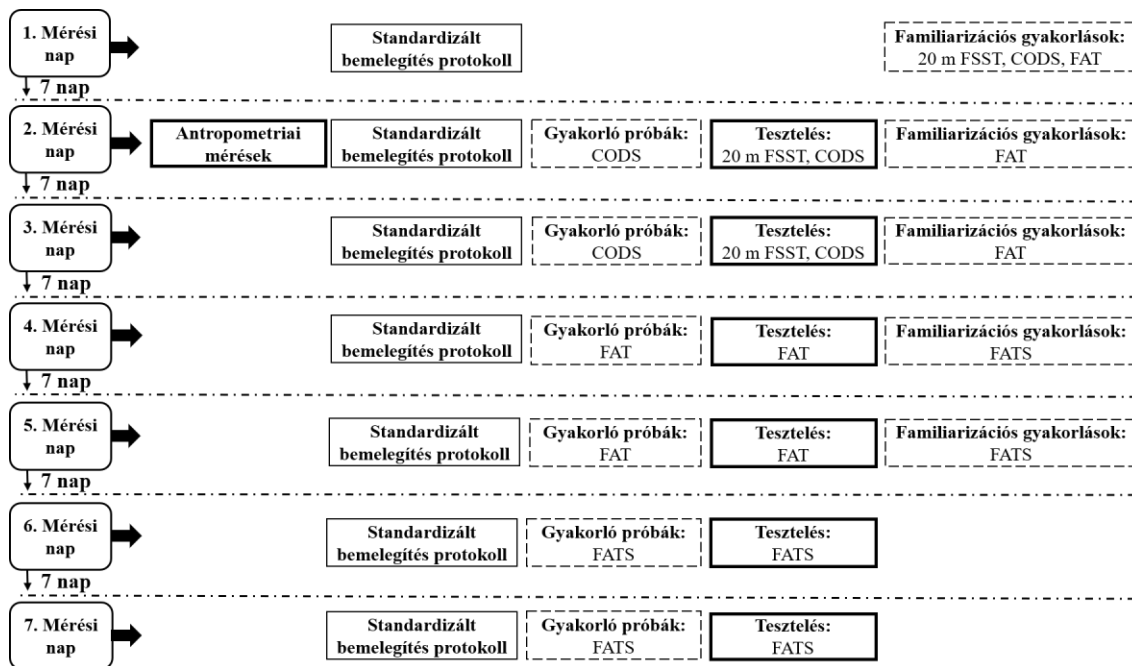 1. Mérési
nap
Standardizált
bemelegítés protokoll
Familiarizációs gyakorlások:
20 m FSST, CODS, FAT
7 nap
2. Mérési
nap
Antropometriai
mérések
Standardizált
bemelegítés protokoll
Gyakorló próbák:
CODS
Tesztelés:
20 m FSST, CODS
Familiarizációs gyakorlások:
FAT
7 nap
3. Mérési
nap
Standardizált
bemelegítés protokoll
Gyakorló próbák:
CODS
Tesztelés:
20 m FSST, CODS
Familiarizációs gyakorlások:
FAT
7 nap
4. Mérési
nap
Standardizált
bemelegítés protokoll
Gyakorló próbák:
FAT
Tesztelés:
FAT
Familiarizációs gyakorlások:
FATS
7 nap
5. Mérési
nap
Standardizált
bemelegítés protokoll
Gyakorló próbák:
FAT
Tesztelés:
FAT
Familiarizációs gyakorlások:
FATS
7 nap
6. Mérési
nap
Standardizált
bemelegítés protokoll
Gyakorló próbák:
FATS
Tesztelés:
FATS
7 nap
7. Mérési
nap
Standardizált
bemelegítés protokoll
Gyakorló próbák:
FATS
Tesztelés:
FATS